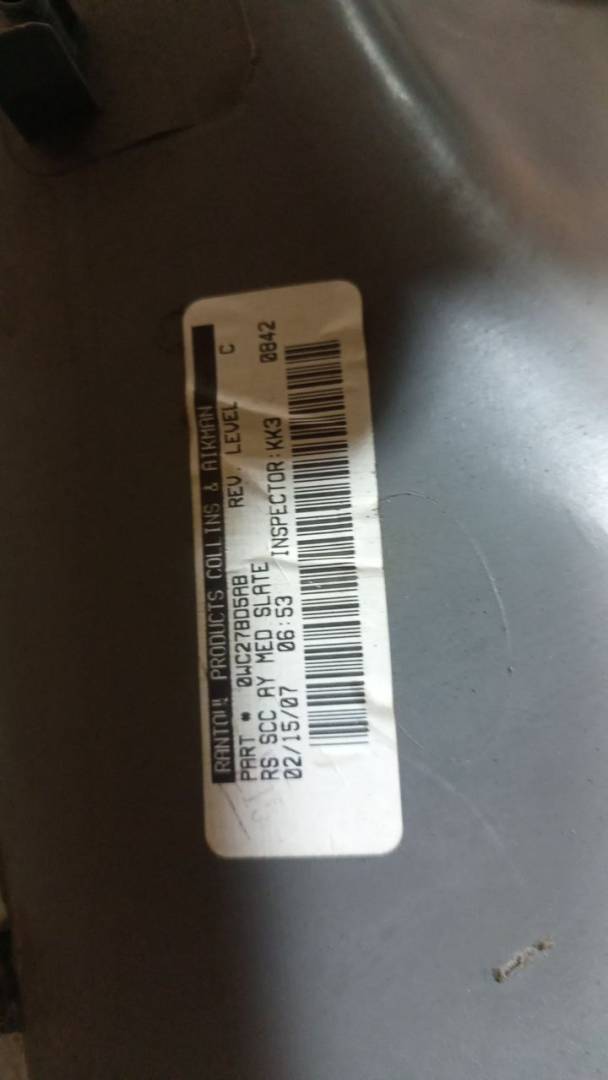 RANTOUL PRODUCTS COLLINS & AIKMAN
PART # 0WC27BD5AB REV. LEVEL C
RS SCC AY MED SLATE
02/15/07 06:53 INSPECTOR:KK3 0842